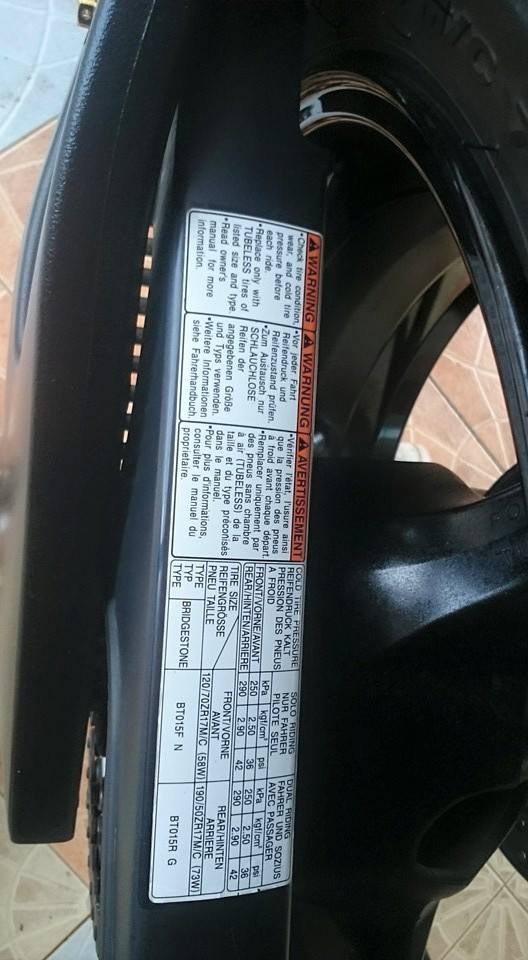 ⚠ WARNING
•Check tire condition,
wear, and cold tire
pressure before
each ride.
•Replace only with
TUBELESS tires of
listed size and type.
•Read owner's
manual for more
information.
⚠ WARNUNG
•Vor jeder Fahrt
Reifendruck und
Reifenzustand prüfen.
•Zum Austausch nur
SCHLAUCHLOSE
Reifen der
angegebenen Größe
und Typs verwenden.
•Weitere Informationen
siehe Fahrerhandbuch.
⚠ AVERTISSEMENT
•Vérifier l'état, l'usure ainsi
que la pression des pneus
à froid avant chaque départ.
•Remplacer uniquement par
des pneus sans chambre
à air (TUBELESS) de la
taille et du type préconisés
dans le manuel.
•Pour plus d'informations,
consulter le manuel du
propriétaire.
COLD TIRE PRESSURE
REIFENDRUCK KALT
PRESSION DES PNEUS
A FROID
SOLO RIDING
NUR FAHRER
PILOTE SEUL
DUAL RIDING
FAHRER UND SOZIUS
AVEC PASSAGER
kPa kgf/cm² psi kPa kgf/cm² psi
FRONT/VORNE/AVANT 250 2.50 36 250 2.50 36
REAR/HINTEN/ARRIÈRE 290 2.90 42 290 2.90 42
TIRE SIZE
REIFENGRÖSSE
PNEU TAILLE
FRONT/VORNE
AVANT
REAR/HINTEN
ARRIÈRE
120/70ZR17M/C (58W) 190/50ZR17M/C (73W)
TYPE
TYP
TYPE
BRIDGESTONE BT015F N BT015R G